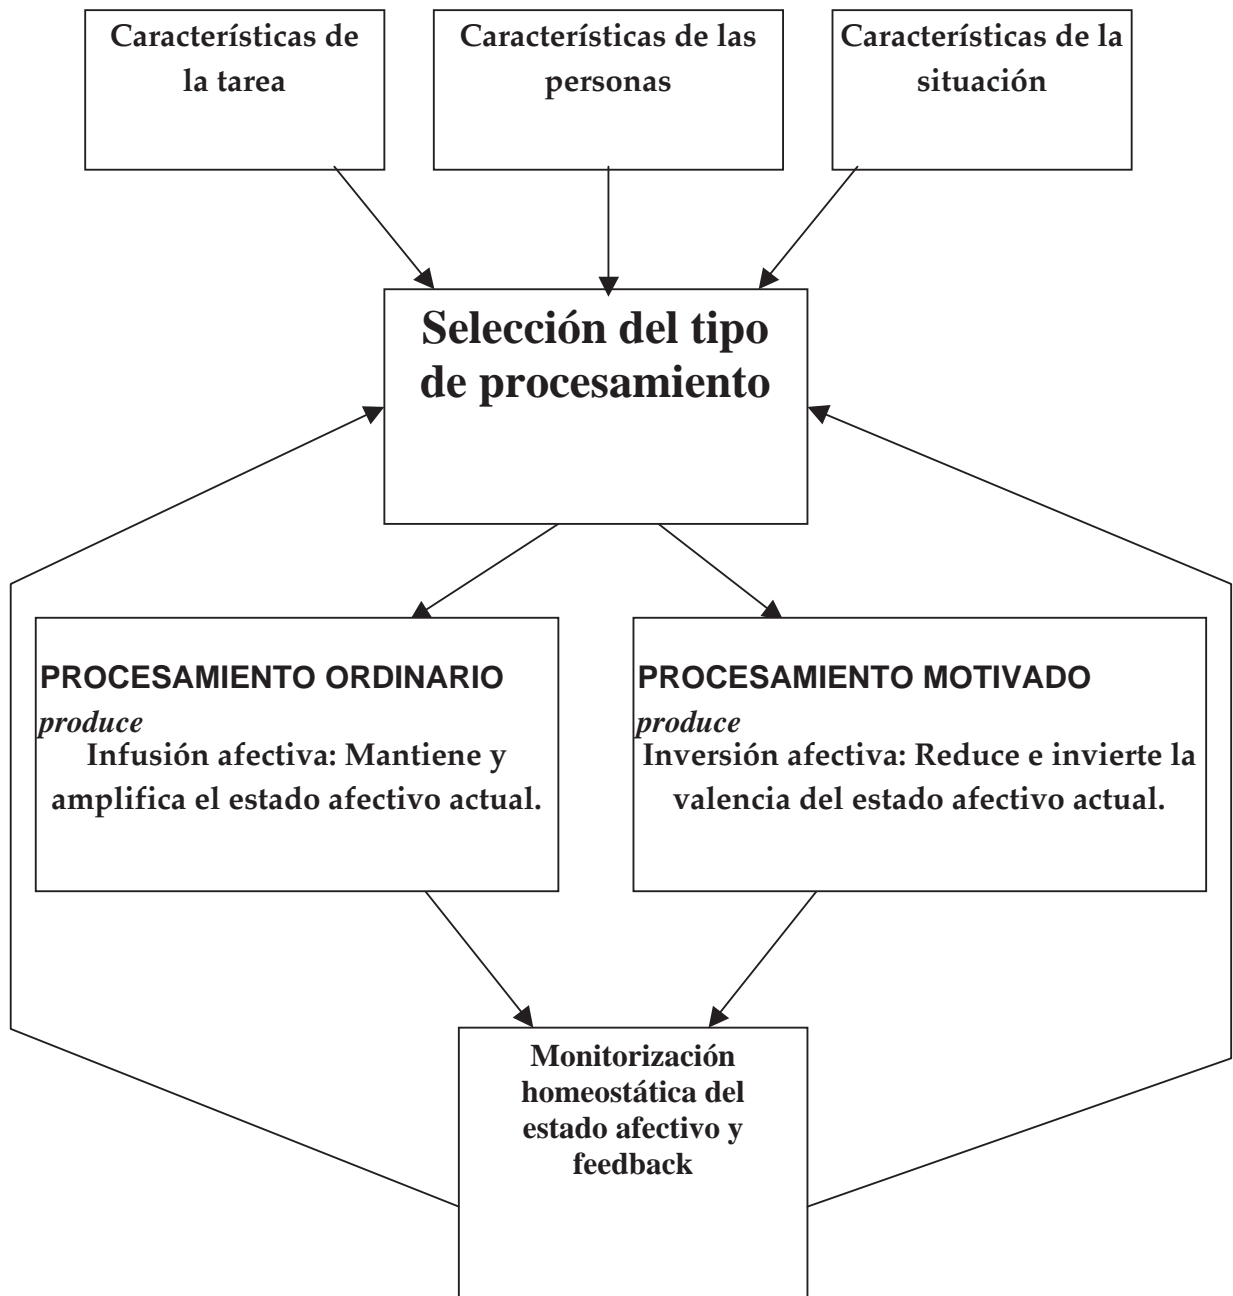 Características de
la tarea
Características de las
personas
Características de la
situación
Selección del tipo
de procesamiento
PROCESAMIENTO ORDINARIO
produce
Infusión afectiva: Mantiene y
amplifica el estado afectivo actual.
PROCESAMIENTO MOTIVADO
produce
Inversión afectiva: Reduce e invierte la
valencia del estado afectivo actual.
Monitorización
homeostática del
estado afectivo y
feedback